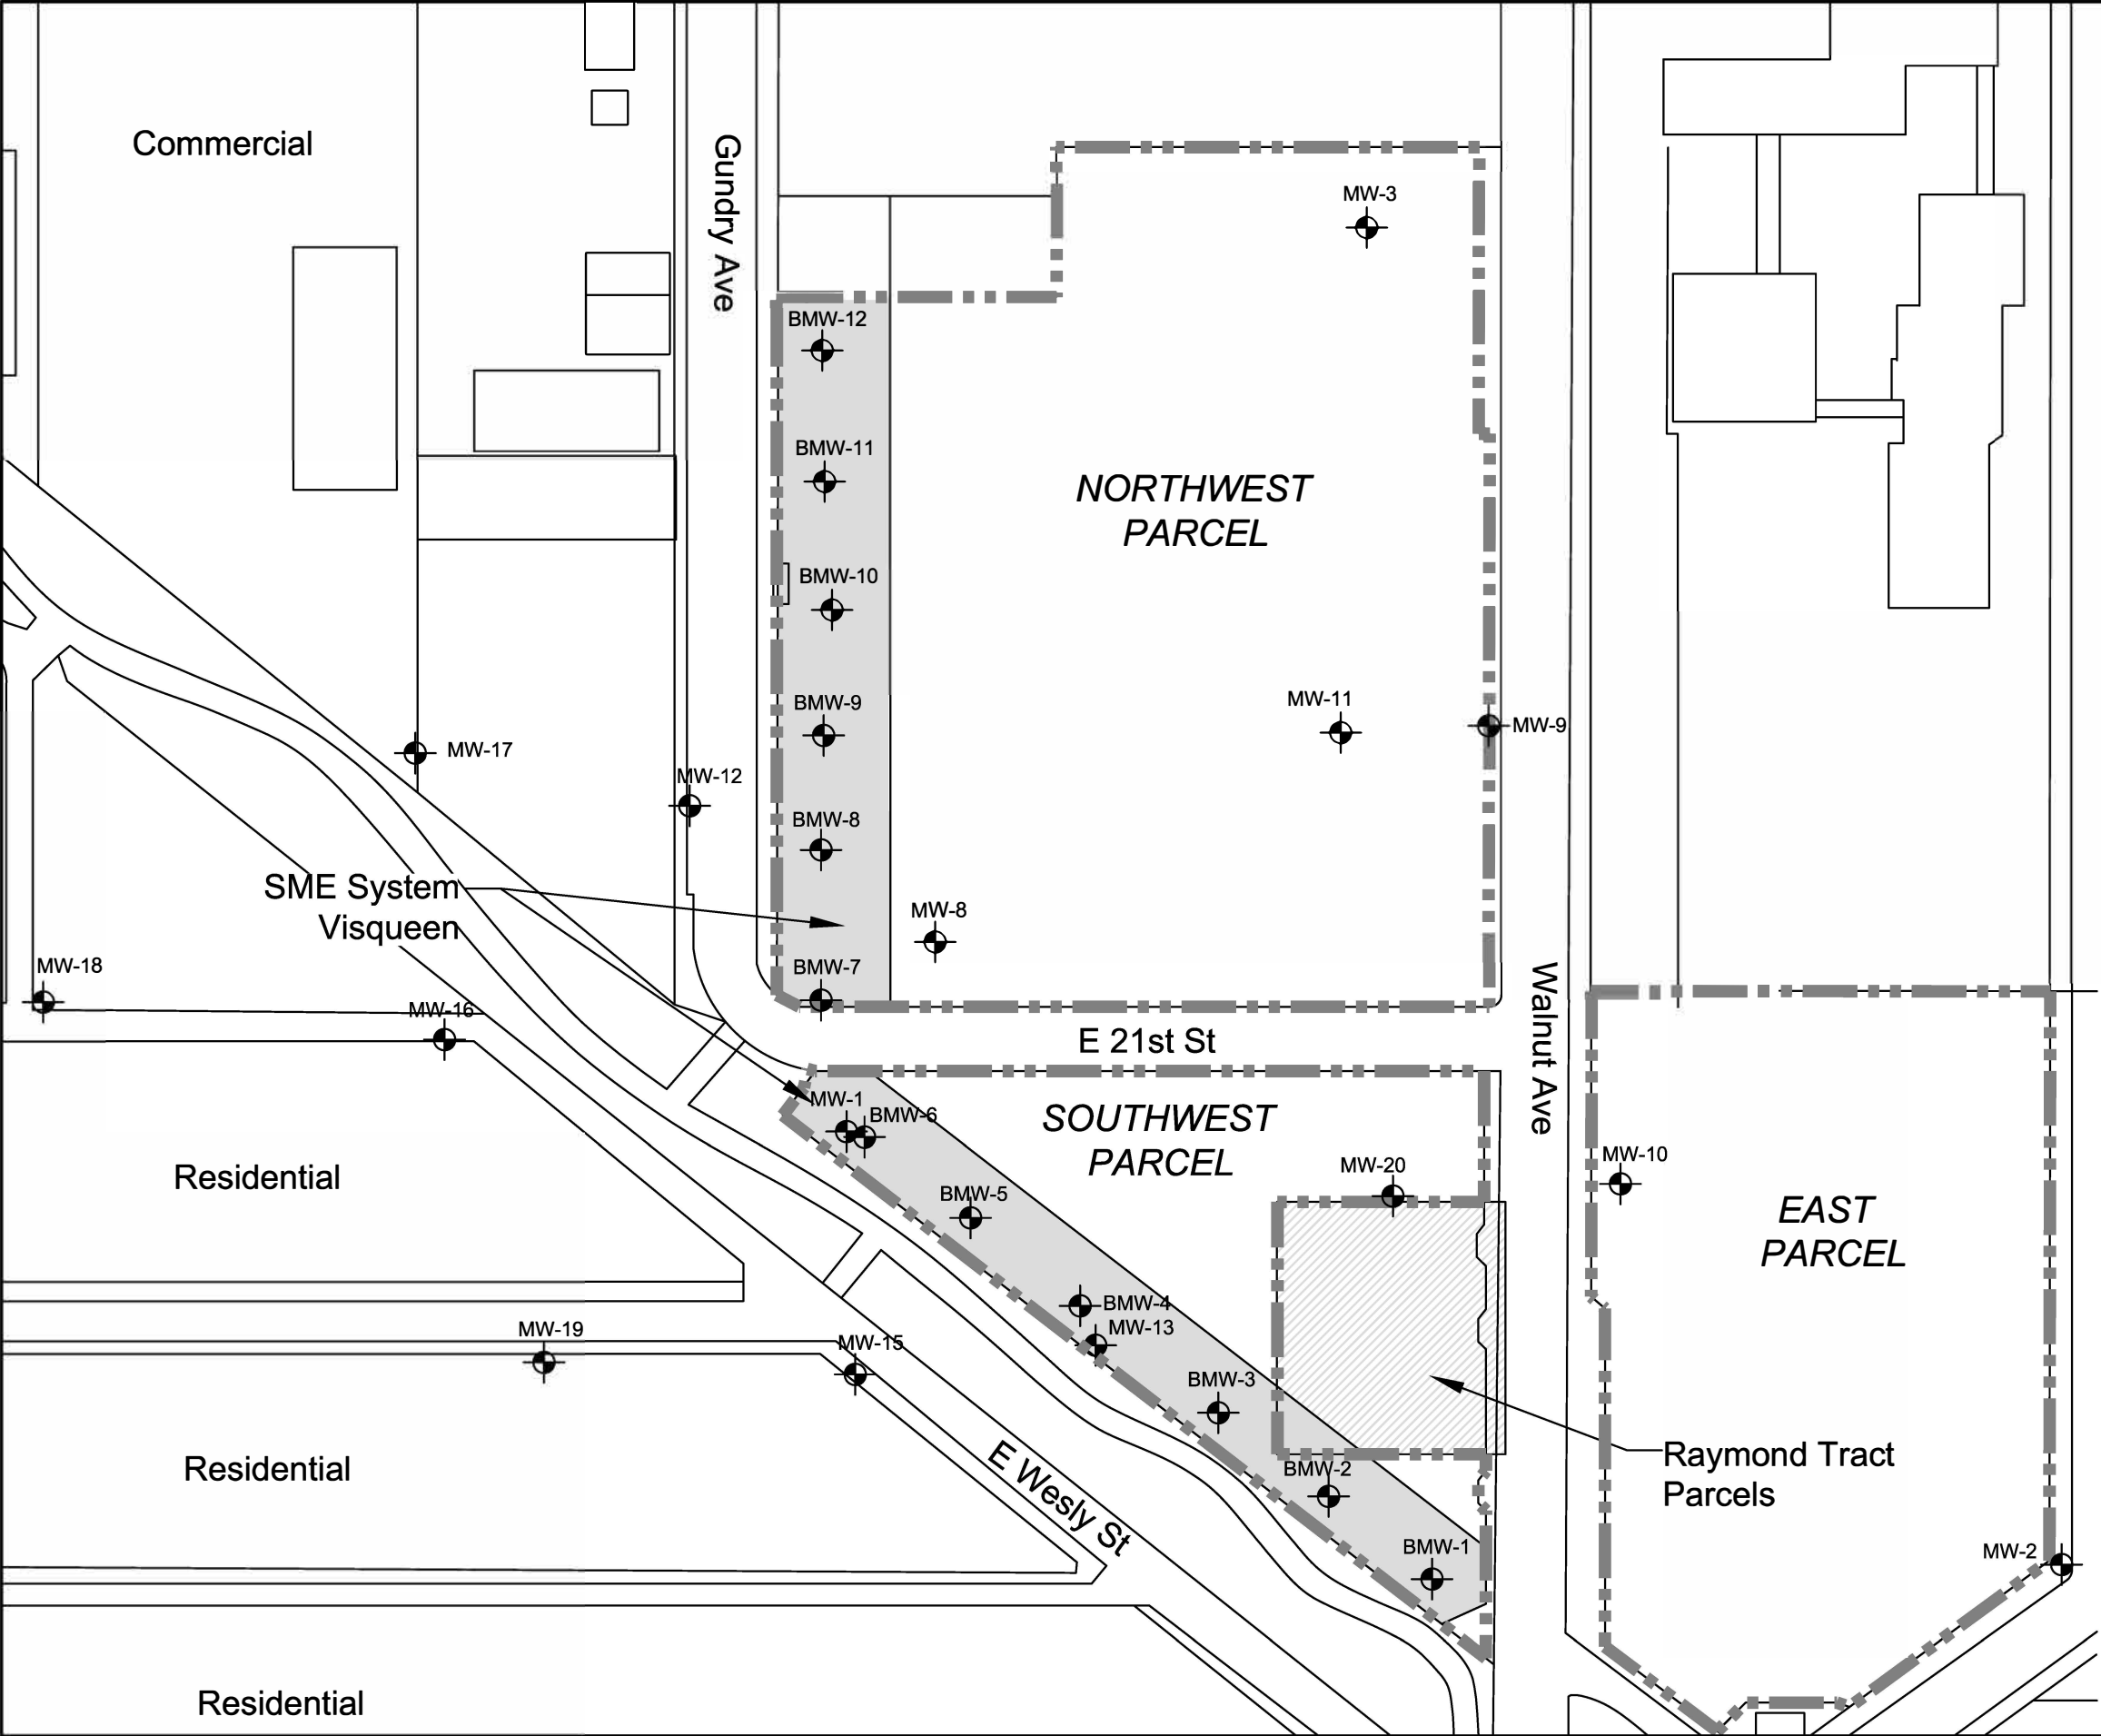 Commercial
Gundry Ave
MW-3
BMW-12
BMW-11
NORTHWEST
PARCEL
BMW-10
BMW-9
MW-11
MW-9
MW-17
MW-12
BMW-8
SME System
Visqueen
MW-8
MW-18
BMW-7
MW-16
E 21st St
Walnut Ave
MW-1
BMW-6
SOUTHWEST
PARCEL
MW-20
MW-10
Residential
BMW-5
EAST
PARCEL
BMW-4
MW-13
MW-19
MW-15
BMW-3
Residential
E Wesly St
BMW-2
Raymond Tract
Parcels
BMW-1
MW-2
Residential